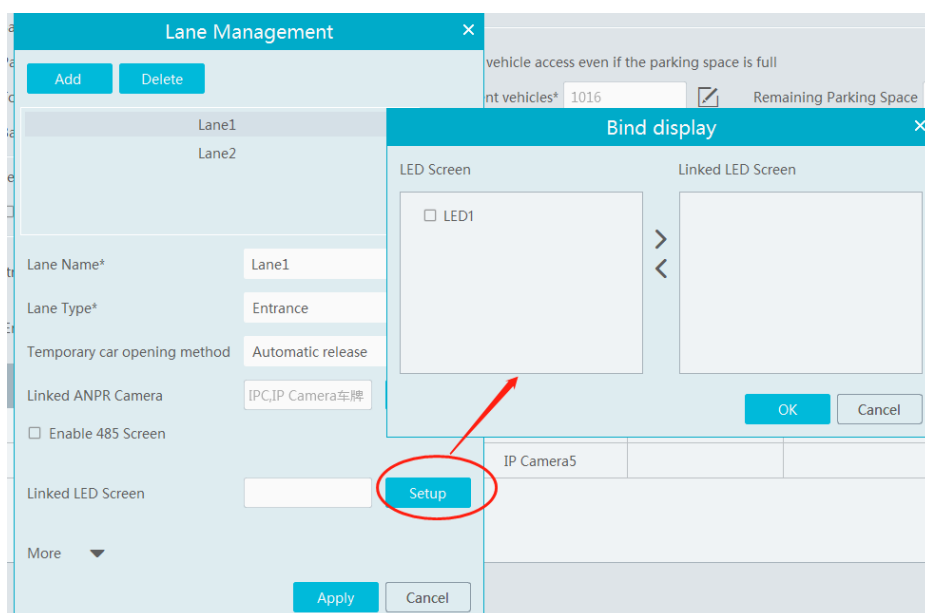 Lane Management
Add
Delete
Lane1
Lane2
Lane Name*
Lane1
Lane Type*
Entrance
Temporary car opening method
Automatic release
Linked ANPR Camera
IPC,IP Camera车牌
Enable 485 Screen
Linked LED Screen
Setup
More
Apply
Cancel
vehicle access even if the parking space is full
nt vehicles* 1016
Remaining Parking Space
Bind display
LED Screen
Linked LED Screen
LED1
OK
Cancel
IP Camera5